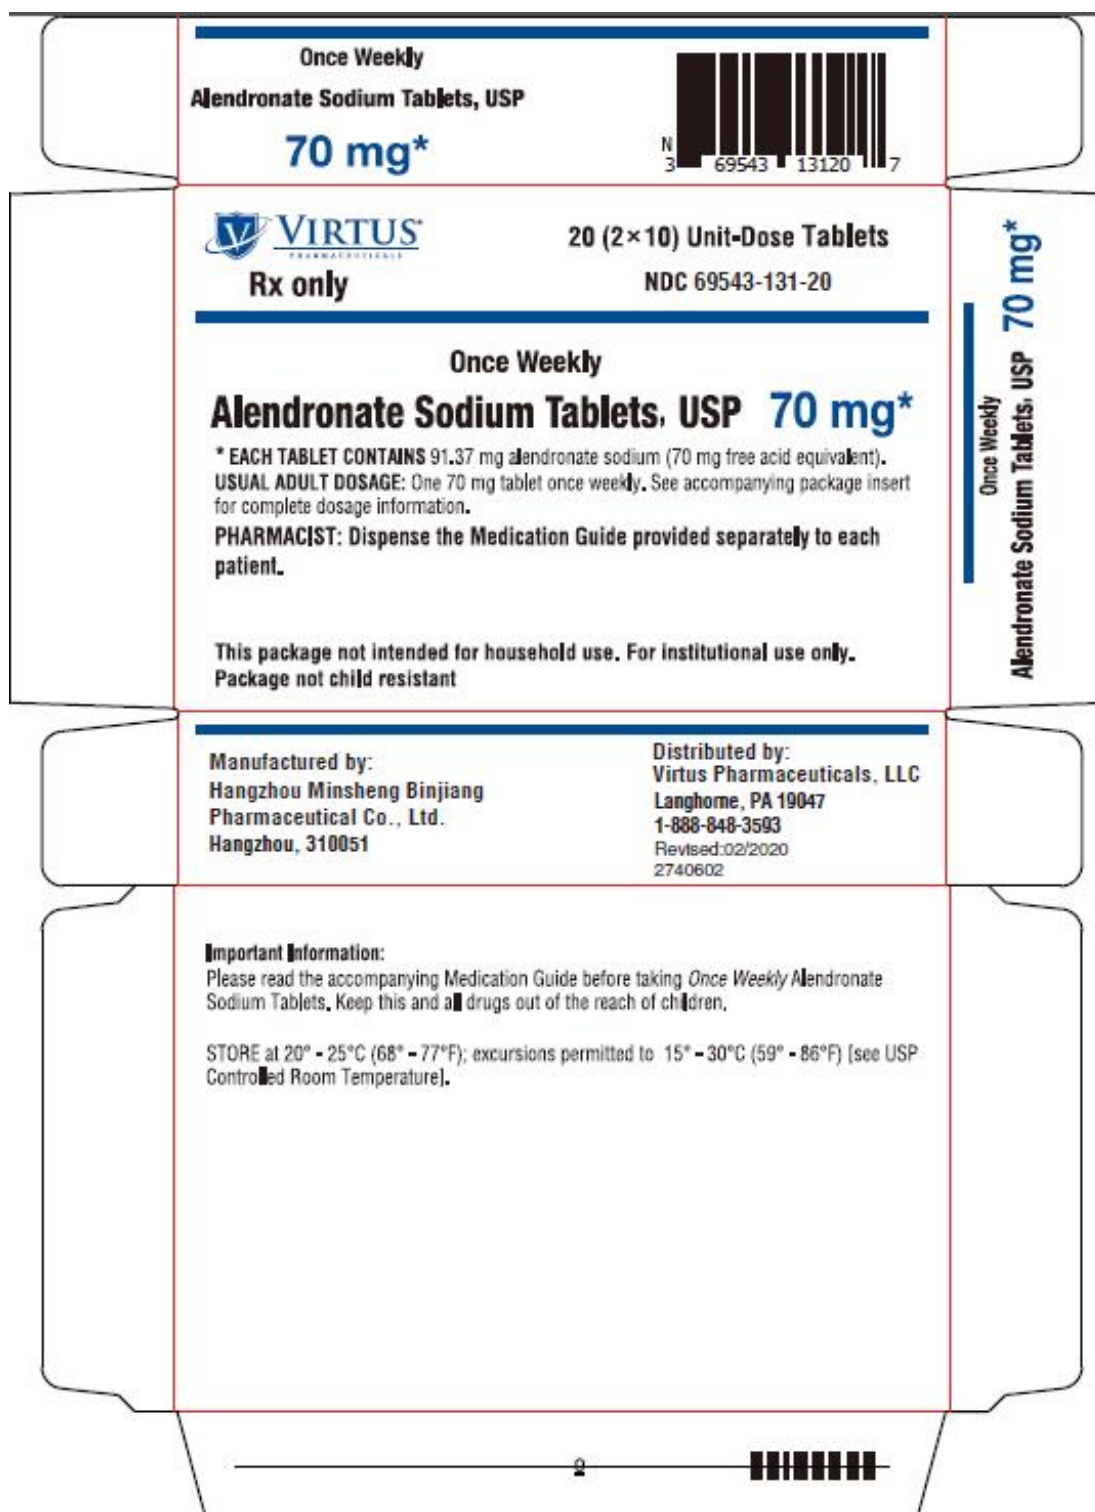 Once Weekly
Alendronate Sodium Tablets, USP
70 mg*
N
3 69543 13120 7
VIRTUS®
PHARMACEUTICALS
Rx only
20 (2×10) Unit-Dose Tablets
NDC 69543-131-20
Once Weekly
Alendronate Sodium Tablets, USP 70 mg*
* EACH TABLET CONTAINS 91.37 mg alendronate sodium (70 mg free acid equivalent).
USUAL ADULT DOSAGE: One 70 mg tablet once weekly. See accompanying package insert
for complete dosage information.
PHARMACIST: Dispense the Medication Guide provided separately to each
patient.
This package not intended for household use. For institutional use only.
Package not child resistant
Once Weekly
Alendronate Sodium Tablets, USP 70 mg*
Manufactured by:
Hangzhou Minsheng Binjiang
Pharmaceutical Co., Ltd.
Hangzhou, 310051
Distributed by:
Virtus Pharmaceuticals, LLC
Langhorne, PA 19047
1-888-848-3593
Revised:02/2020
2740602
Important Information:
Please read the accompanying Medication Guide before taking Once Weekly Alendronate
Sodium Tablets. Keep this and all drugs out of the reach of children.
STORE at 20° - 25°C (68° - 77°F); excursions permitted to 15° - 30°C (59° - 86°F) [see USP
Controlled Room Temperature].